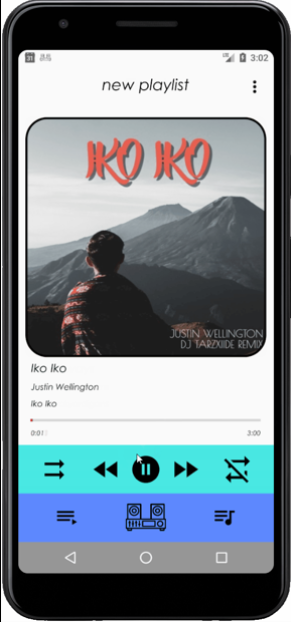 3:02
new playlist
IKO IKO
JUSTIN WELLINGTON
DJ TARZXIIDE REMIX
Iko Iko
Justin Wellington
Iko Iko
0:01
3:00